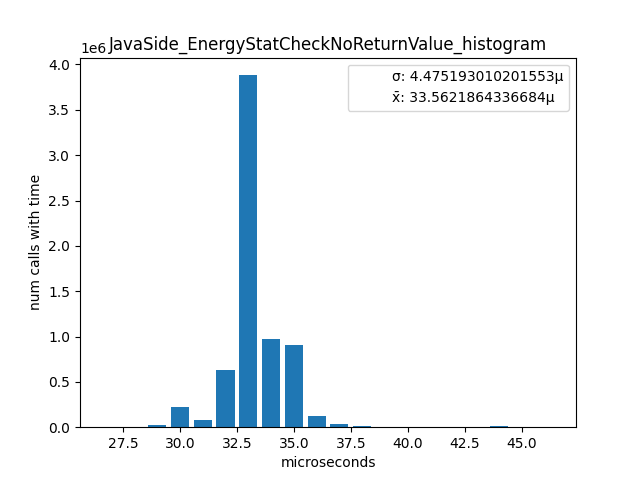 JavaSide_EnergyStatCheckNoReturnValue_histogram
1e6
σ: 4.475193010201553μ
x̄: 33.5621864336684μ
4.0
3.5
3.0
2.5
2.0
1.5
1.0
0.5
0.0
num calls with time
27.5 30.0 32.5 35.0 37.5 40.0 42.5 45.0
microseconds